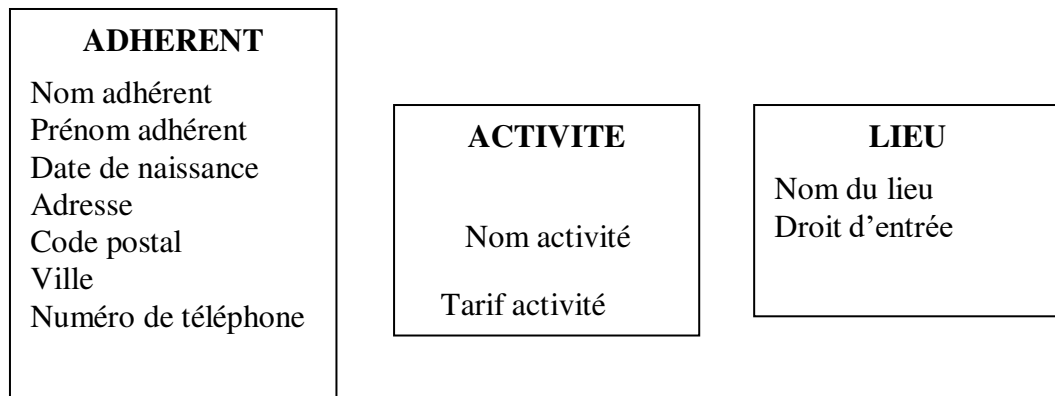 ADHERENT
Nom adhérent
Prénom adhérent
Date de naissance
Adresse
Code postal
Ville
Numéro de téléphone
ACTIVITE
Nom activité
Tarif activité
LIEU
Nom du lieu
Droit d’entrée